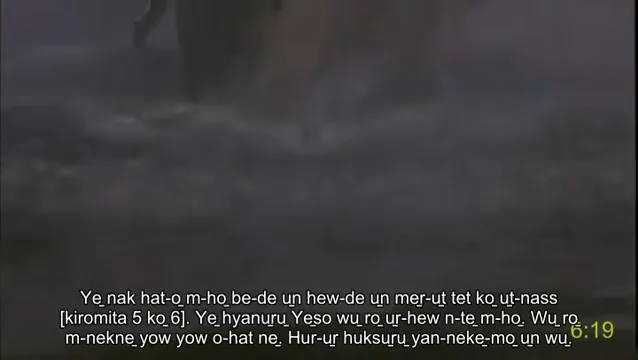 Ye̱ nak hat-o̱ m-ho̱ be̱-de u̱n hew-de u̱n me̱r-u̱t tet ko̱ u̱t-nass
[kiromita 5 ko̱ 6]. Ye̱ hyanu̱ru̱ Ye̱so wu̱ ro̱ u̱r-hew n-te̱ m-ho̱. Wu̱ ro̱
m-nekne̱ yow yow o-hat ne̱. Hur-u̱r huksu̱ru̱ yan-neke̱-mo̱ u̱n wu̱.
6:19